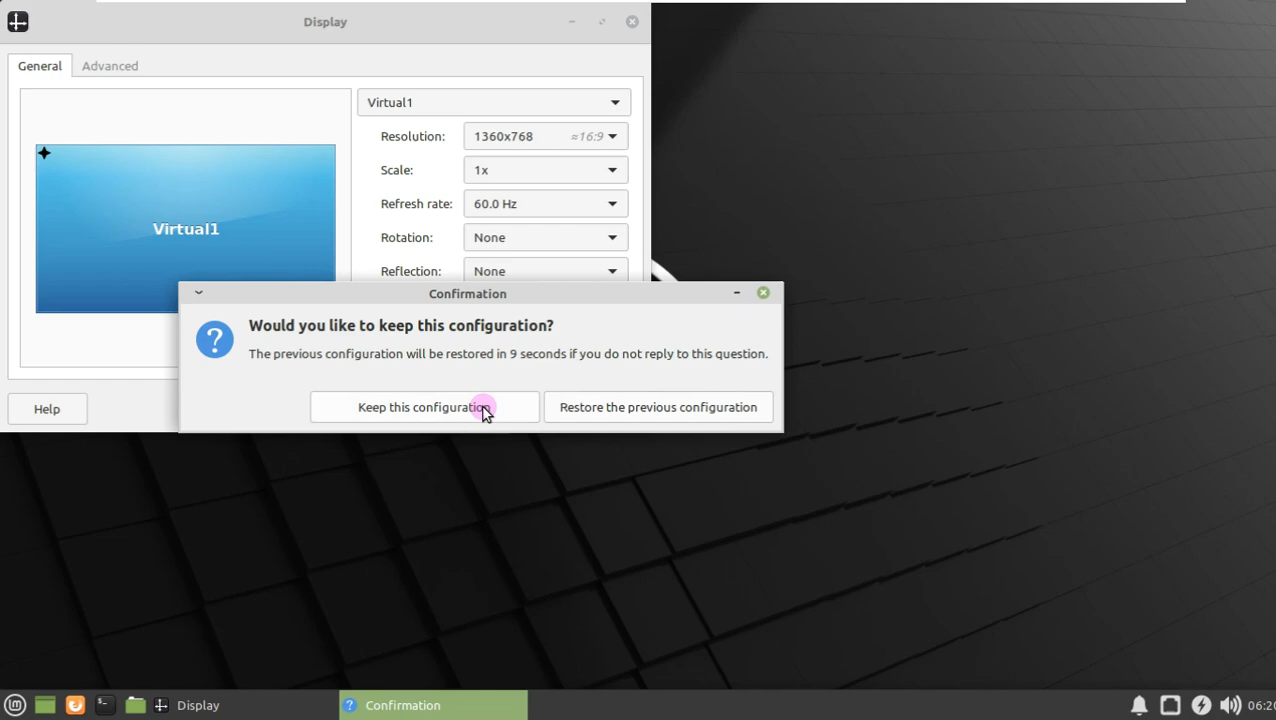 Display
General
Advanced
Virtual1
Resolution:
1360x768
≈16:9
Scale:
1x
Refresh rate:
60.0 Hz
Rotation:
None
Reflection:
None
Virtual1
Confirmation
Would you like to keep this configuration?
The previous configuration will be restored in 9 seconds if you do not reply to this question.
Keep this configuration
Restore the previous configuration
Help
Display
Confirmation